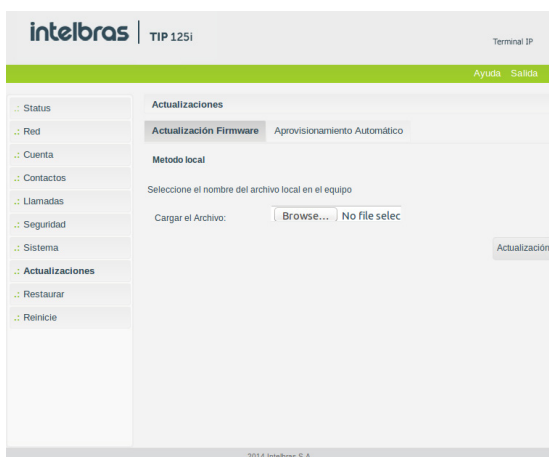 intelbras TIP 125i
Terminal IP
Ayuda Salida
.: Status
.: Red
.: Cuenta
.: Contactos
.: Llamadas
.: Seguridad
.: Sistema
.: Actualizaciones
.: Restaurar
.: Reinicie
Actualizaciones
Actualización Firmware Aprovisionamiento Automático
Metodo local
Seleccione el nombre del archivo local en el equipo
Cargar el Archivo: Browse... No file selec
Actualización
2014 Intelbras S.A.